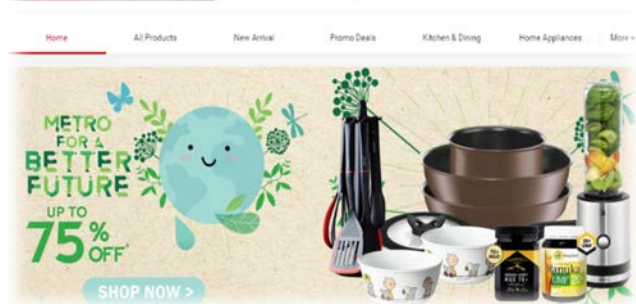 Home All Products New Arrival Promo Deals Kitchen & Dining Home Appliances More
METRO
FOR A
BETTER
FUTURE
UP TO
75% OFF*
SHOP NOW >